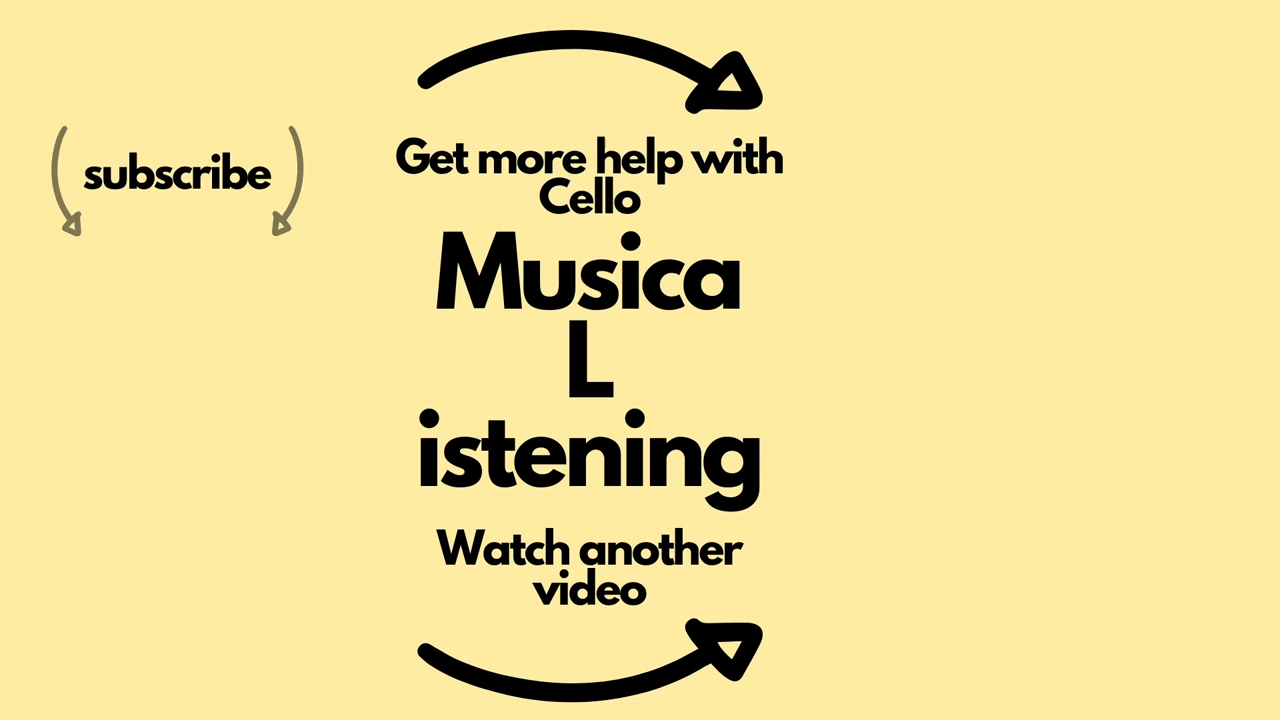 subscribe
Get more help with
Cello
Musica
L
istening
Watch another
video